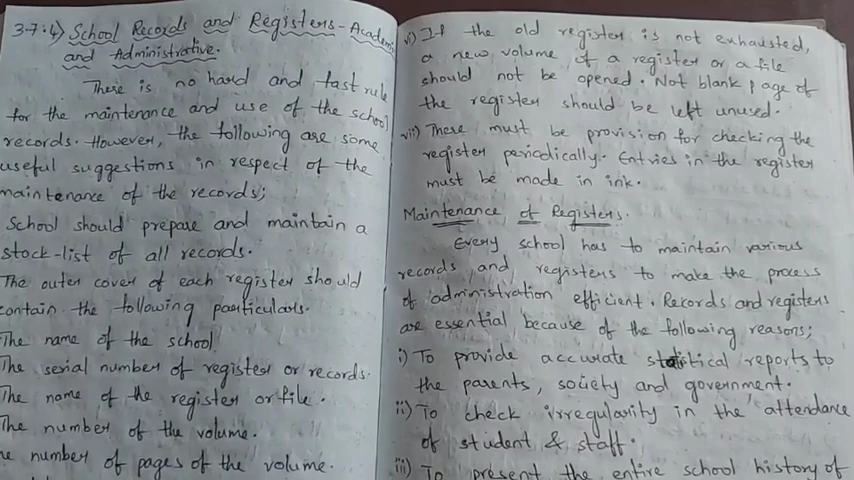 3.7.4) School Records and Registers - Academic
and Administrative.
There is no hard and fast rule
for the maintenance and use of the school
records. However, the following are some
useful suggestions in respect of the
maintenance of the records;
School should prepare and maintain a
stock-list of all records.
The outer cover of each register should
contain the following particulars.
The name of the school
The serial number of register or records.
The name of the register or file.
The number of the volume.
number of pages of the volume.
vi) If the old register is not exhausted,
a new volume of a register or a file
should not be opened. Not blank page of
the register should be left unused.
vii) There must be provision for checking the
register periodically. Entries in the register
must be made in ink.
Maintenance of Registers.
Every school has to maintain various
records and registers to make the process
of administration efficient. Records and registers
are essential because of the following reasons;
i) To provide accurate statistical reports to
the parents, society and government.
ii) To check irregularity in the attendance
of student & staff.
iii) To present the entire school history of